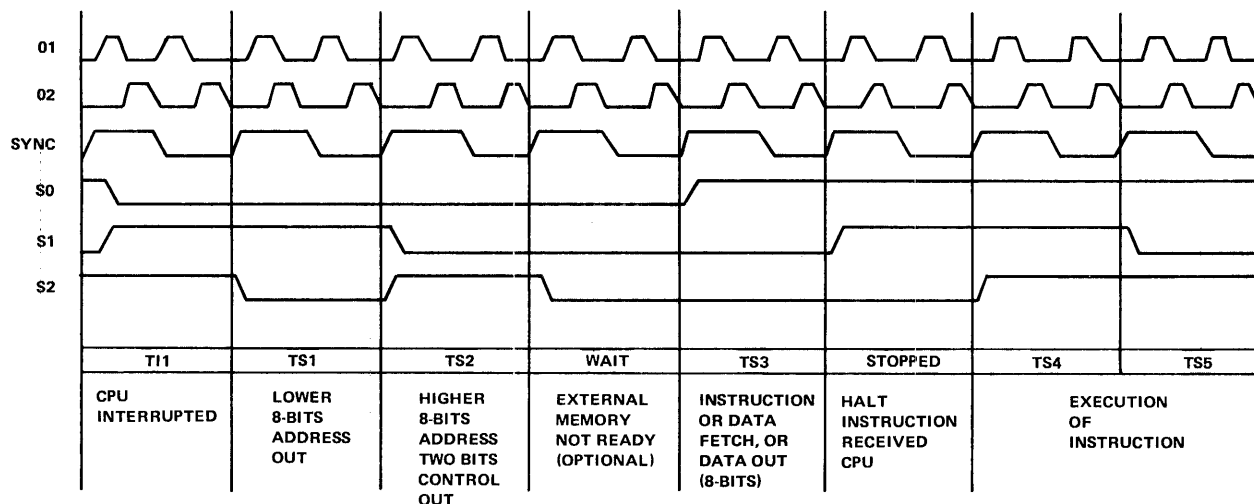 01
02
SYNC
S0
S1
S2
TI1 TS1 TS2 WAIT TS3 STOPPED TS4 TS5
CPU
INTERRUPTED
LOWER
8-BITS
ADDRESS
OUT
HIGHER
8-BITS
ADDRESS
TWO BITS
CONTROL
OUT
EXTERNAL
MEMORY
NOT READY
(OPTIONAL)
INSTRUCTION
OR DATA
FETCH, OR
DATA OUT
(8-BITS)
HALT
INSTRUCTION
RECEIVED
CPU
EXECUTION
OF
INSTRUCTION